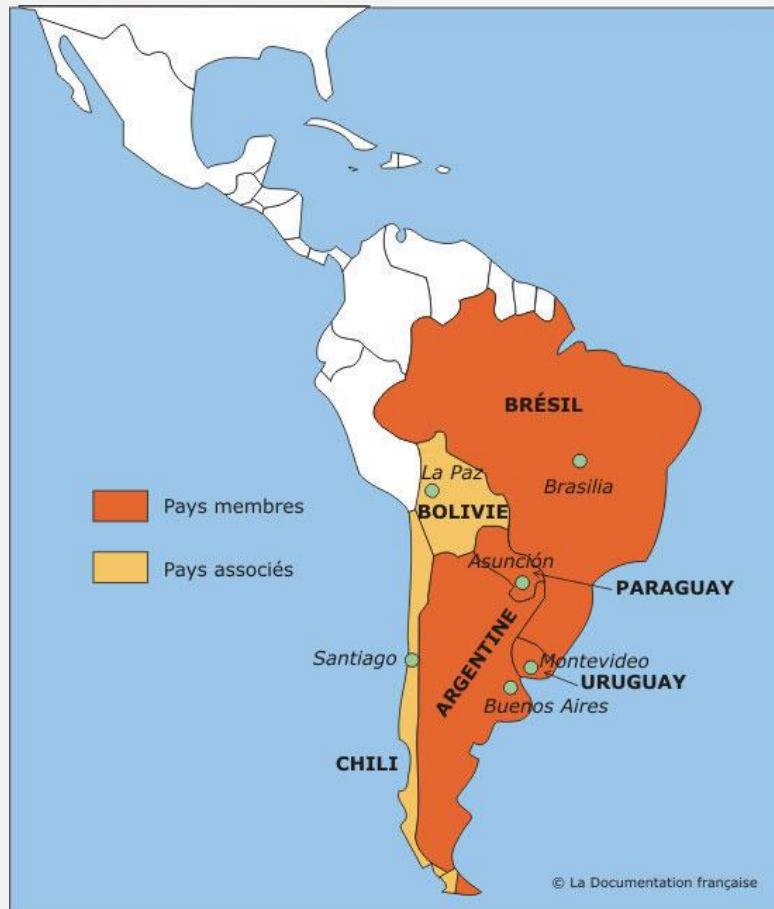 BRÉSIL
Brasilia
La Paz
BOLIVIE
Pays membres
Pays associés
Asunción
PARAGUAY
ARGENTINE
Santiago
Montevideo
URUGUAY
Buenos Aires
CHILI
© La Documentation française